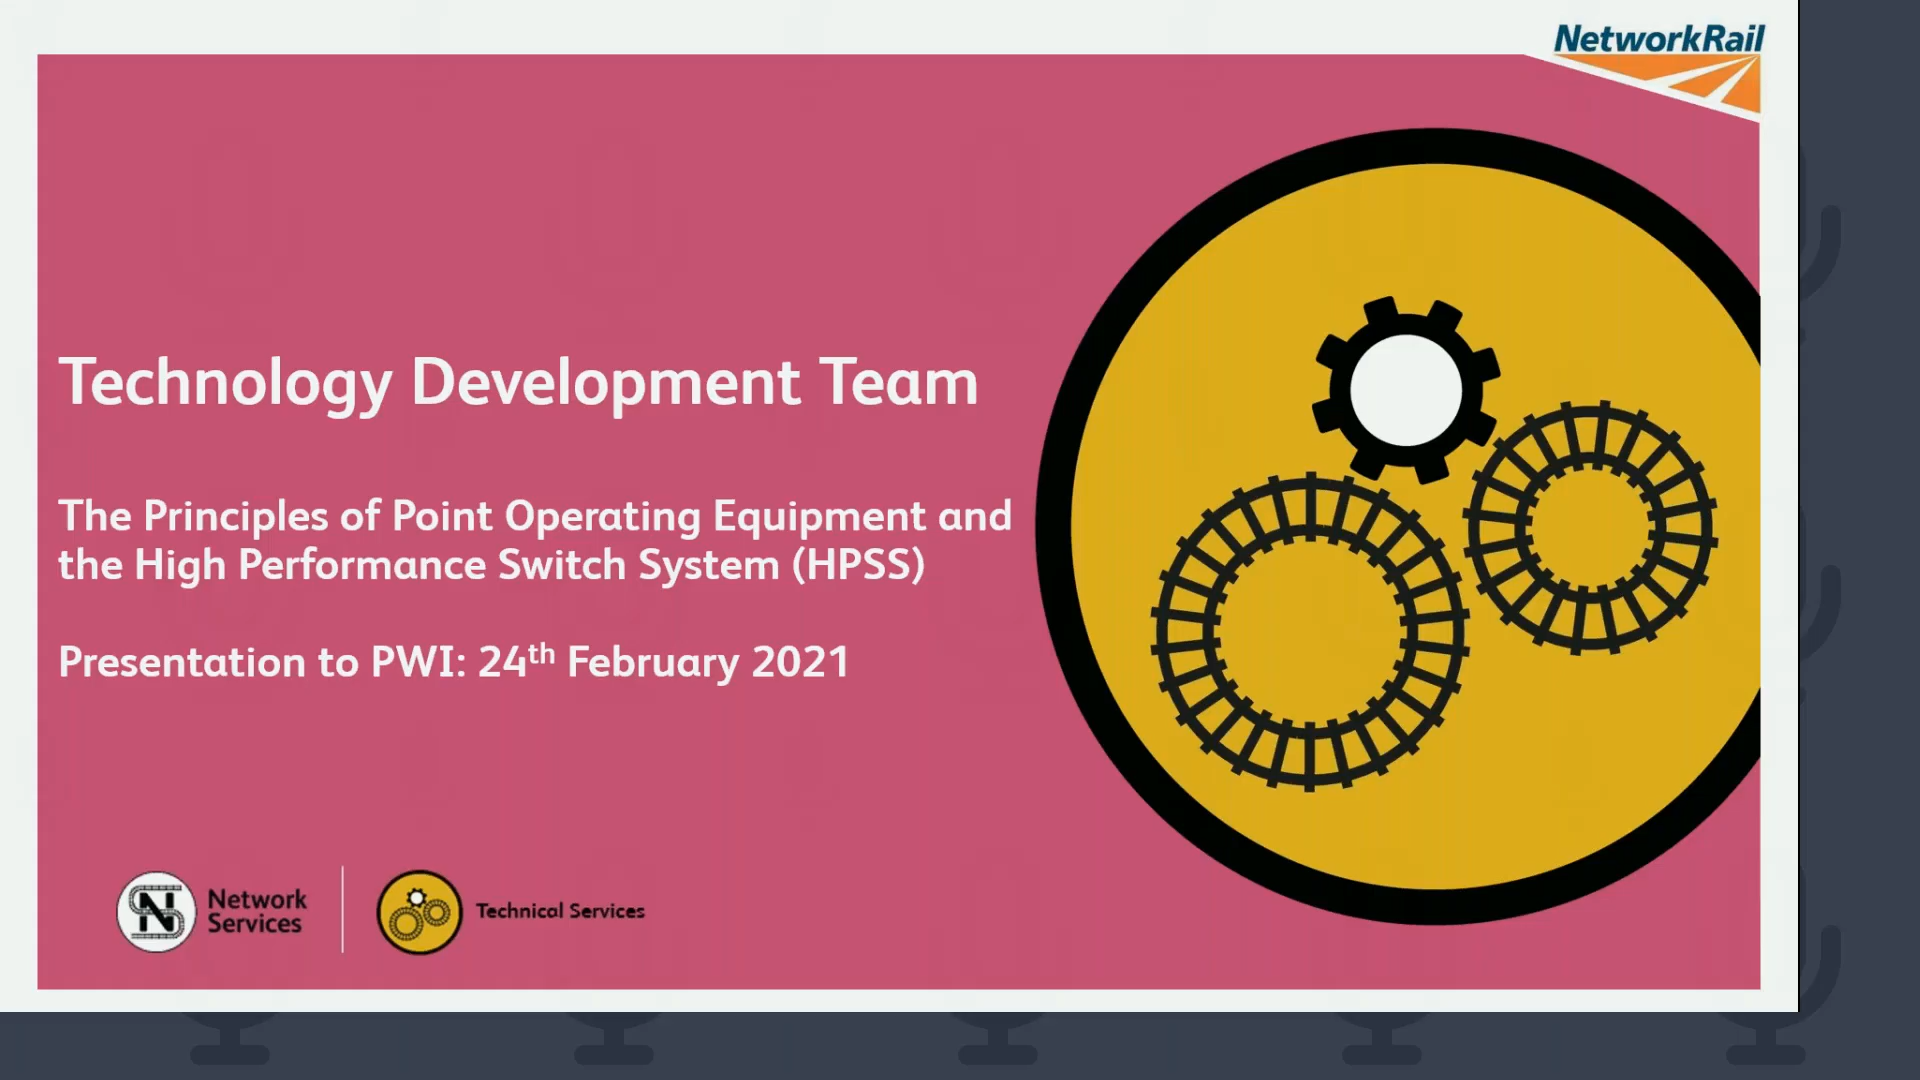 NetworkRail
Technology Development Team
The Principles of Point Operating Equipment and
the High Performance Switch System (HPSS)
Presentation to PWI: 24th February 2021
Network
Services
Technical Services